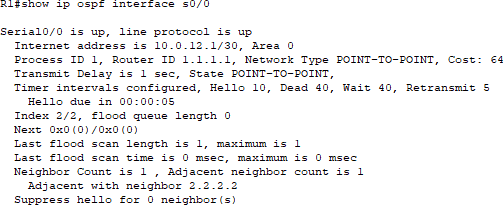 R1#show ip ospf interface s0/0
Serial0/0 is up, line protocol is up
Internet address is 10.0.12.1/30, Area 0
Process ID 1, Router ID 1.1.1.1, Network Type POINT-TO-POINT, Cost: 64
Transmit Delay is 1 sec, State POINT-TO-POINT,
Timer intervals configured, Hello 10, Dead 40, Wait 40, Retransmit 5
Hello due in 00:00:05
Index 2/2, flood queue length 0
Next 0x0(0)/0x0(0)
Last flood scan length is 1, maximum is 1
Last flood scan time is 0 msec, maximum is 0 msec
Neighbor Count is 1 , Adjacent neighbor count is 1
Adjacent with neighbor 2.2.2.2
Suppress hello for 0 neighbor(s)